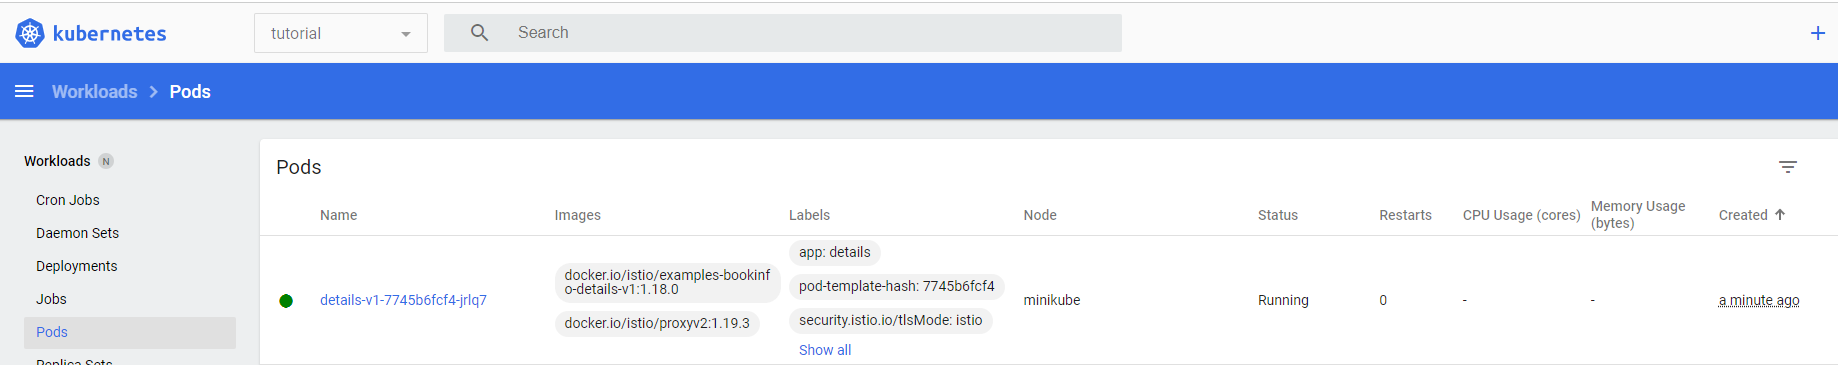 kubernetes
tutorial
Search
Workloads > Pods
Workloads N
Cron Jobs
Daemon Sets
Deployments
Jobs
Pods
Replica Sets
Pods
Name Images Labels Node Status Restarts CPU Usage (cores) Memory Usage (bytes) Created
details-v1-7745b6fcf4-jrlq7
docker.io/istio/examples-bookinf
o-details-v1:1.18.0
docker.io/istio/proxyv2:1.19.3
app: details
pod-template-hash: 7745b6fcf4
security.istio.io/tlsMode: istio
Show all
minikube
Running
0
-
-
a minute ago